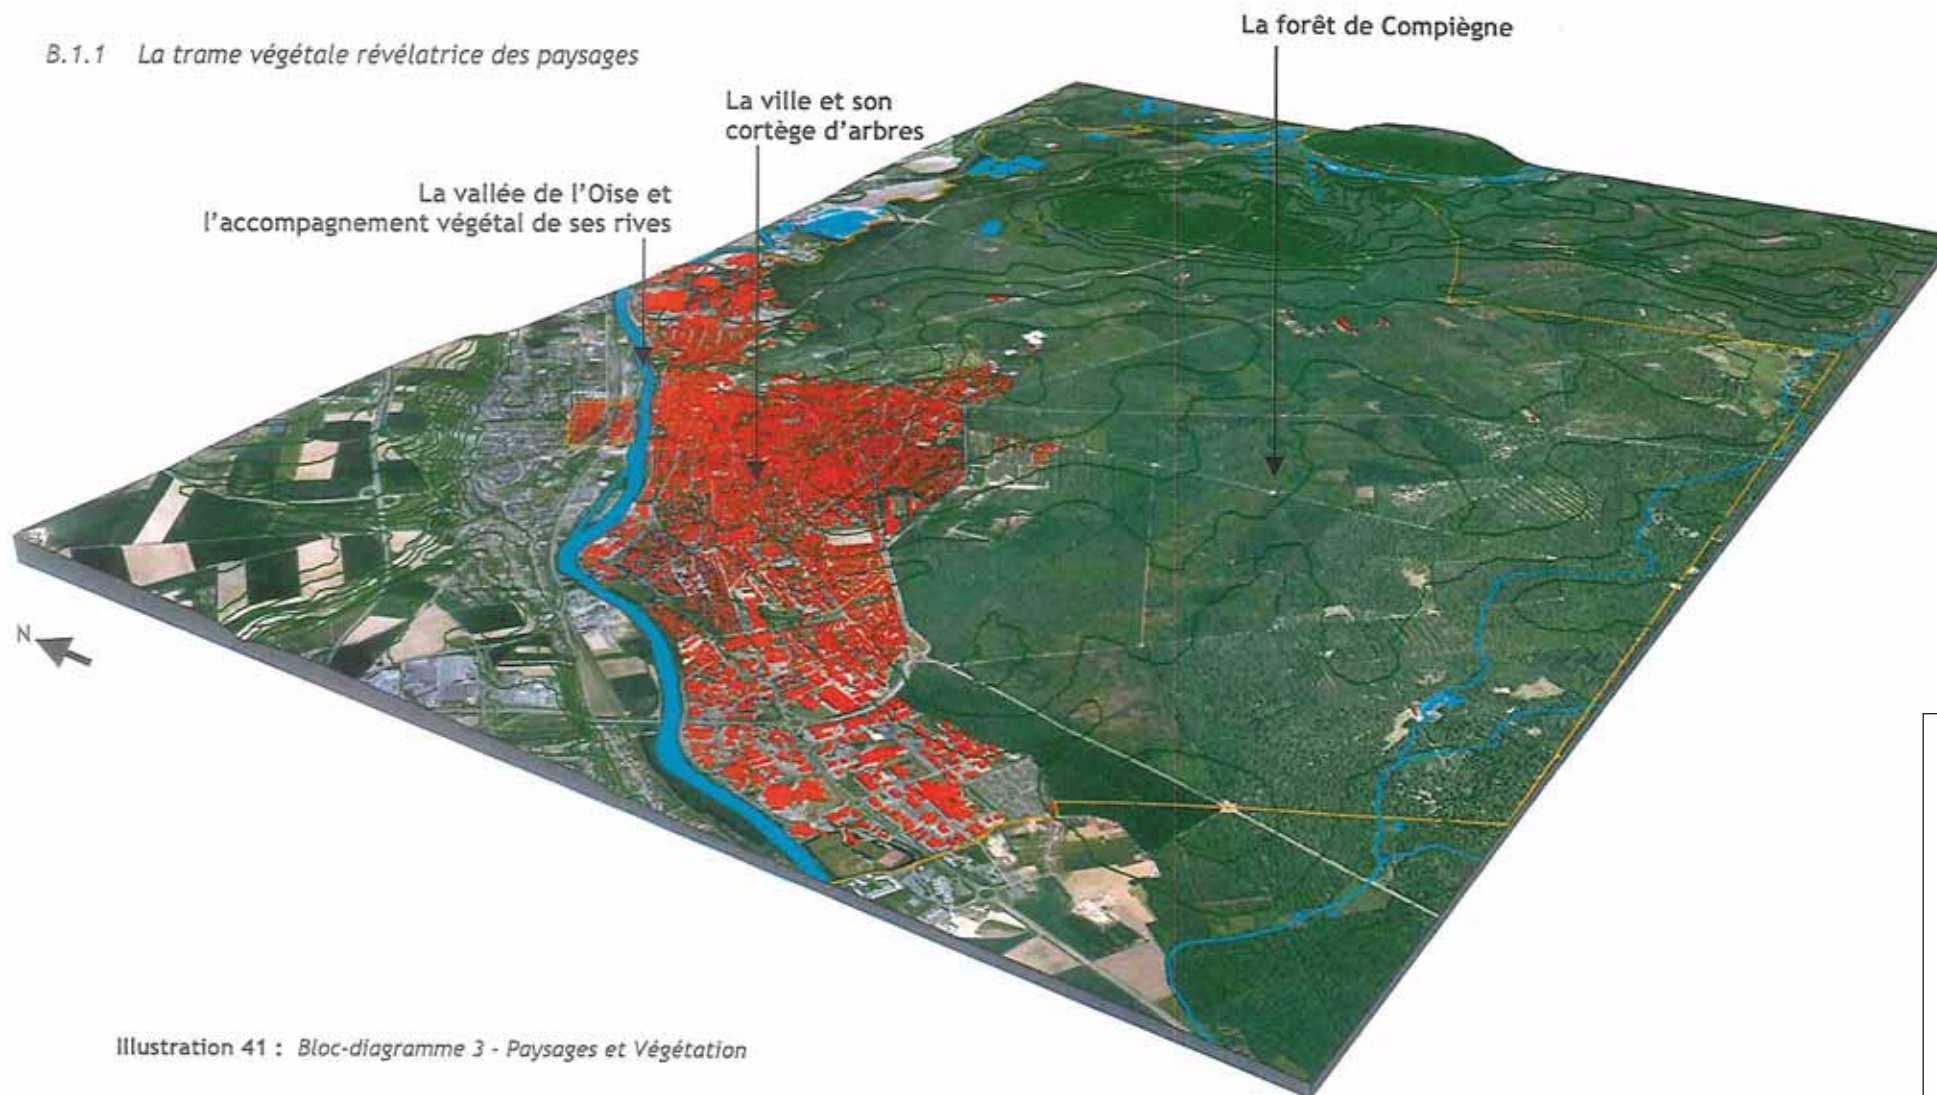 La forêt de Compiègne
B.1.1 La trame végétale révélatrice des paysages
La ville et son
cortège d'arbres
La vallée de l'Oise et
l'accompagnement végétal de ses rives
N
Illustration 41 : Bloc-diagramme 3 - Paysages et Végétation